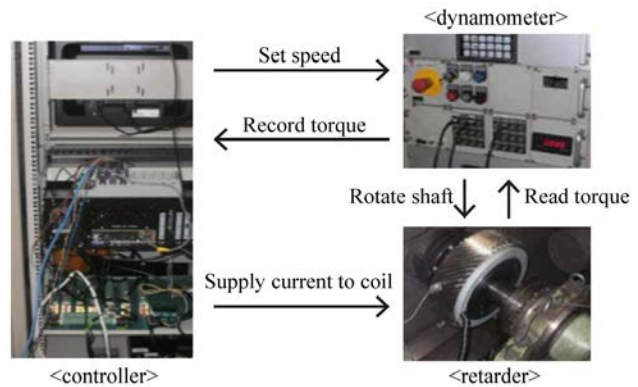 <dynamometer>
Set speed
Record torque
Rotate shaft
Read torque
Supply current to coil
<controller>
<retarder>